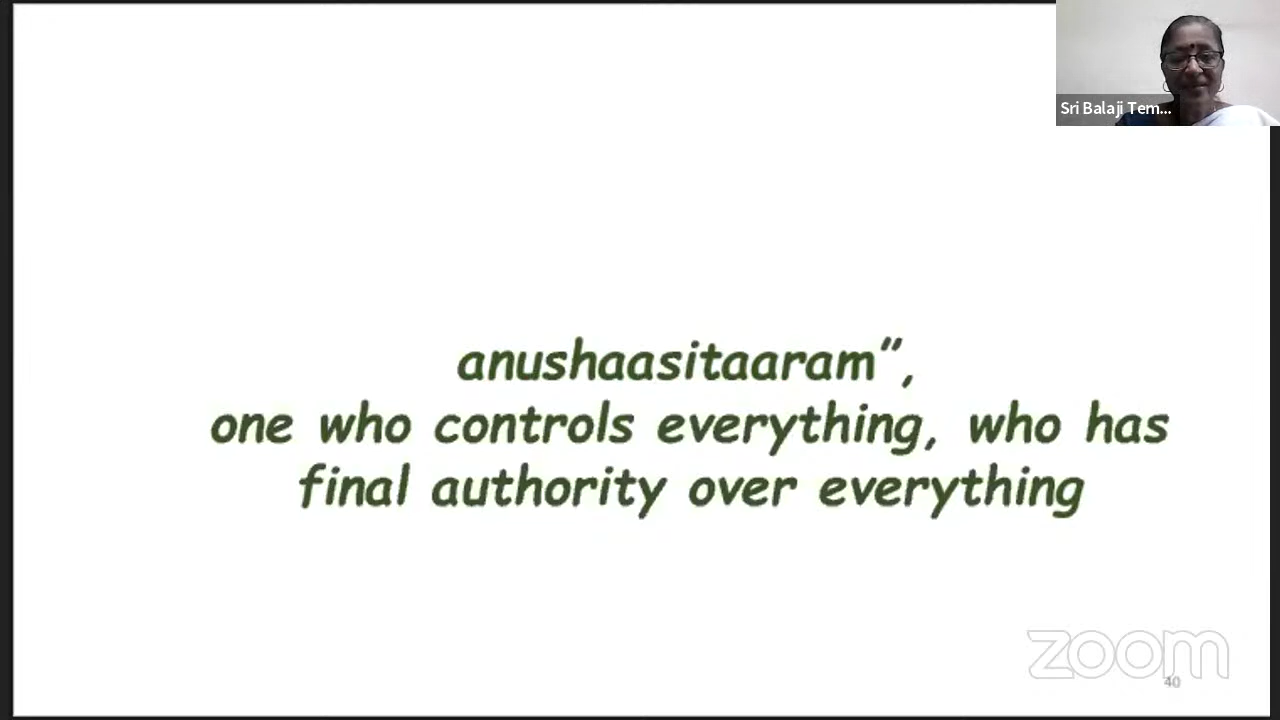 Sri Balaji Tem...
anushaasitaaram”,
one who controls everything, who has
final authority over everything
zoom
40